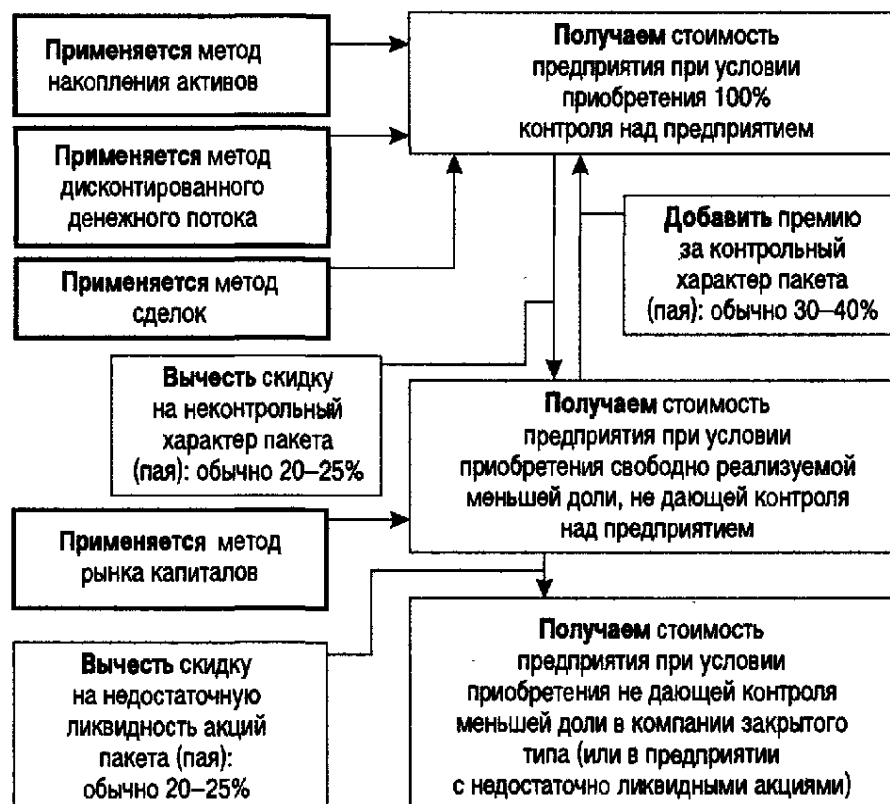 Применяется метод
накопления активов
Получаем стоимость
предприятия при условии
приобретения 100%
контроля над предприятием
Применяется метод
дисконтированного
денежного потока
Добавить премию
за контрольный
характер пакета
(пая): обычно 30–40%
Применяется метод
сделок
Вычесть скидку
на неконтрольный
характер пакета
(пая): обычно 20–25%
Получаем стоимость
предприятия при условии
приобретения свободно реализуемой
меньшей доли, не дающей контроля
над предприятием
Применяется метод
рынка капиталов
Вычесть скидку
на недостаточную
ликвидность акций
пакета (пая):
обычно 20–25%
Получаем стоимость
предприятия при условии
приобретения не дающей контроля
меньшей доли в компании закрытого
типа (или в предприятии
с недостаточно ликвидными акциями)